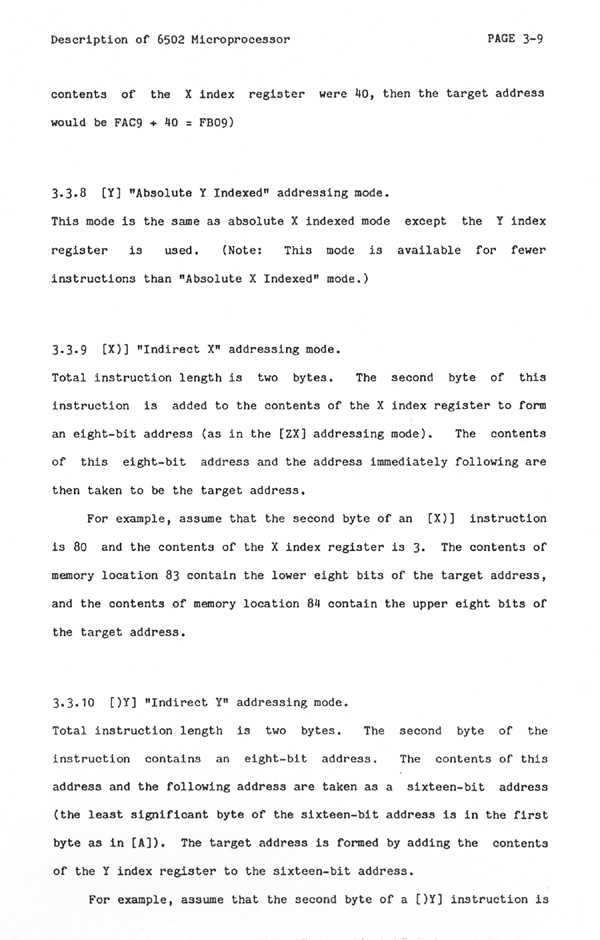 Description of 6502 Microprocessor PAGE 3-9
contents of the X index register were 40, then the target address
would be FAC9 + 40 = FB09)
3.3.8 [Y] "Absolute Y Indexed" addressing mode.
This mode is the same as absolute X indexed mode except the Y index
register is used. (Note: This mode is available for fewer
instructions than "Absolute X Indexed" mode.)
3.3.9 [X)] "Indirect X" addressing mode.
Total instruction length is two bytes. The second byte of this
instruction is added to the contents of the X index register to form
an eight-bit address (as in the [ZX] addressing mode). The contents
of this eight-bit address and the address immediately following are
then taken to be the target address.
For example, assume that the second byte of an [X)] instruction
is 80 and the contents of the X index register is 3. The contents of
memory location 83 contain the lower eight bits of the target address,
and the contents of memory location 84 contain the upper eight bits of
the target address.
3.3.10 [)Y] "Indirect Y" addressing mode.
Total instruction length is two bytes. The second byte of the
instruction contains an eight-bit address. The contents of this
address and the following address are taken as a sixteen-bit address
(the least significant byte of the sixteen-bit address is in the first
byte as in [A]). The target address is formed by adding the contents
of the Y index register to the sixteen-bit address.
For example, assume that the second byte of a [)Y] instruction is